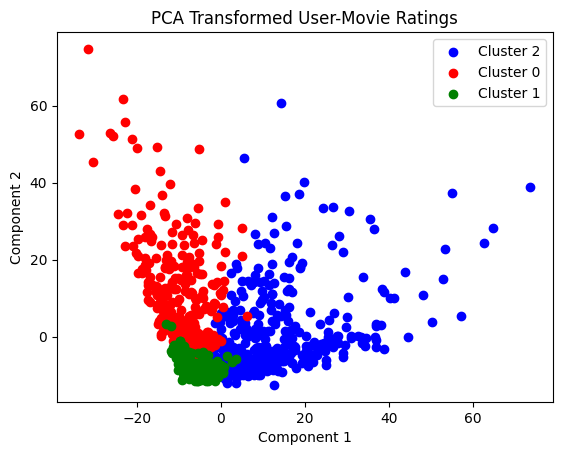 PCA Transformed User-Movie Ratings
Cluster 2
Cluster 0
Cluster 1
Component 2
60
40
20
0
−20 0 20 40 60
Component 1